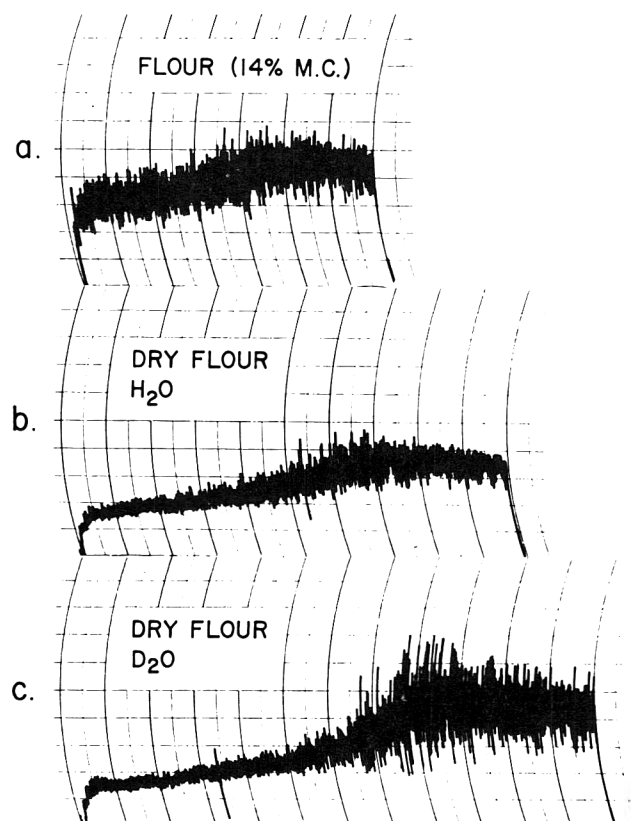 a.
FLOUR (14% M.C.)
b.
DRY FLOUR
H₂O
c.
DRY FLOUR
D₂O